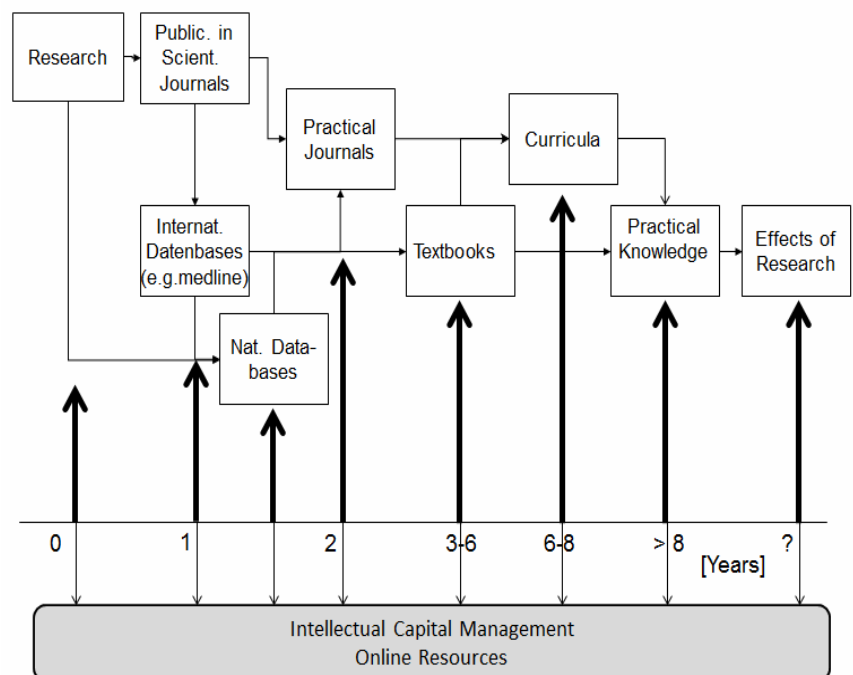 Research
Public. in
Scient.
Journals
Practical
Journals
Curricula
Internat.
Datenbases
(e.g.medline)
Textbooks
Practical
Knowledge
Effects of
Research
Nat. Data-
bases
0
1
2
3-6
6-8
> 8
?
[Years]
Intellectual Capital Management
Online Resources